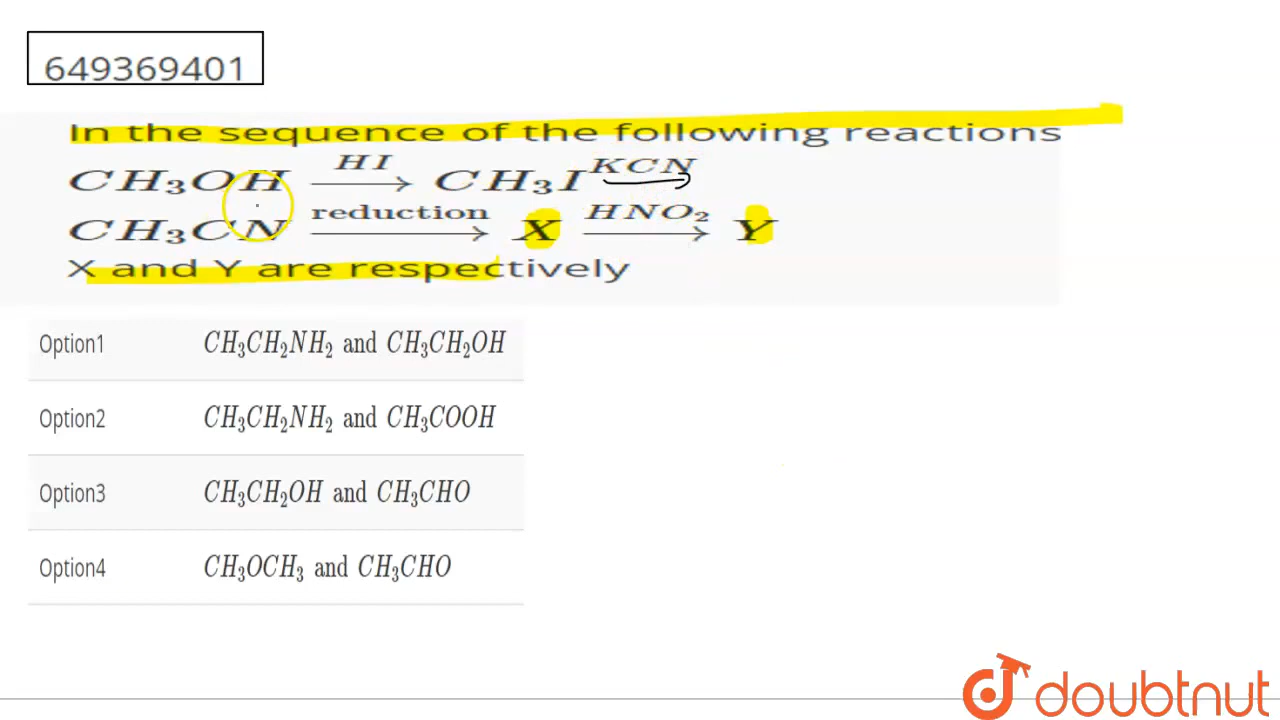 649369401
In the sequence of the following reactions
CH₃OH —HI→ CH₃I —KCN→
CH₃CN —reduction→ X —HNO₂→ Y
X and Y are respectively
Option1 CH₃CH₂NH₂ and CH₃CH₂OH
Option2 CH₃CH₂NH₂ and CH₃COOH
Option3 CH₃CH₂OH and CH₃CHO
Option4 CH₃OCH₃ and CH₃CHO
doubtnut